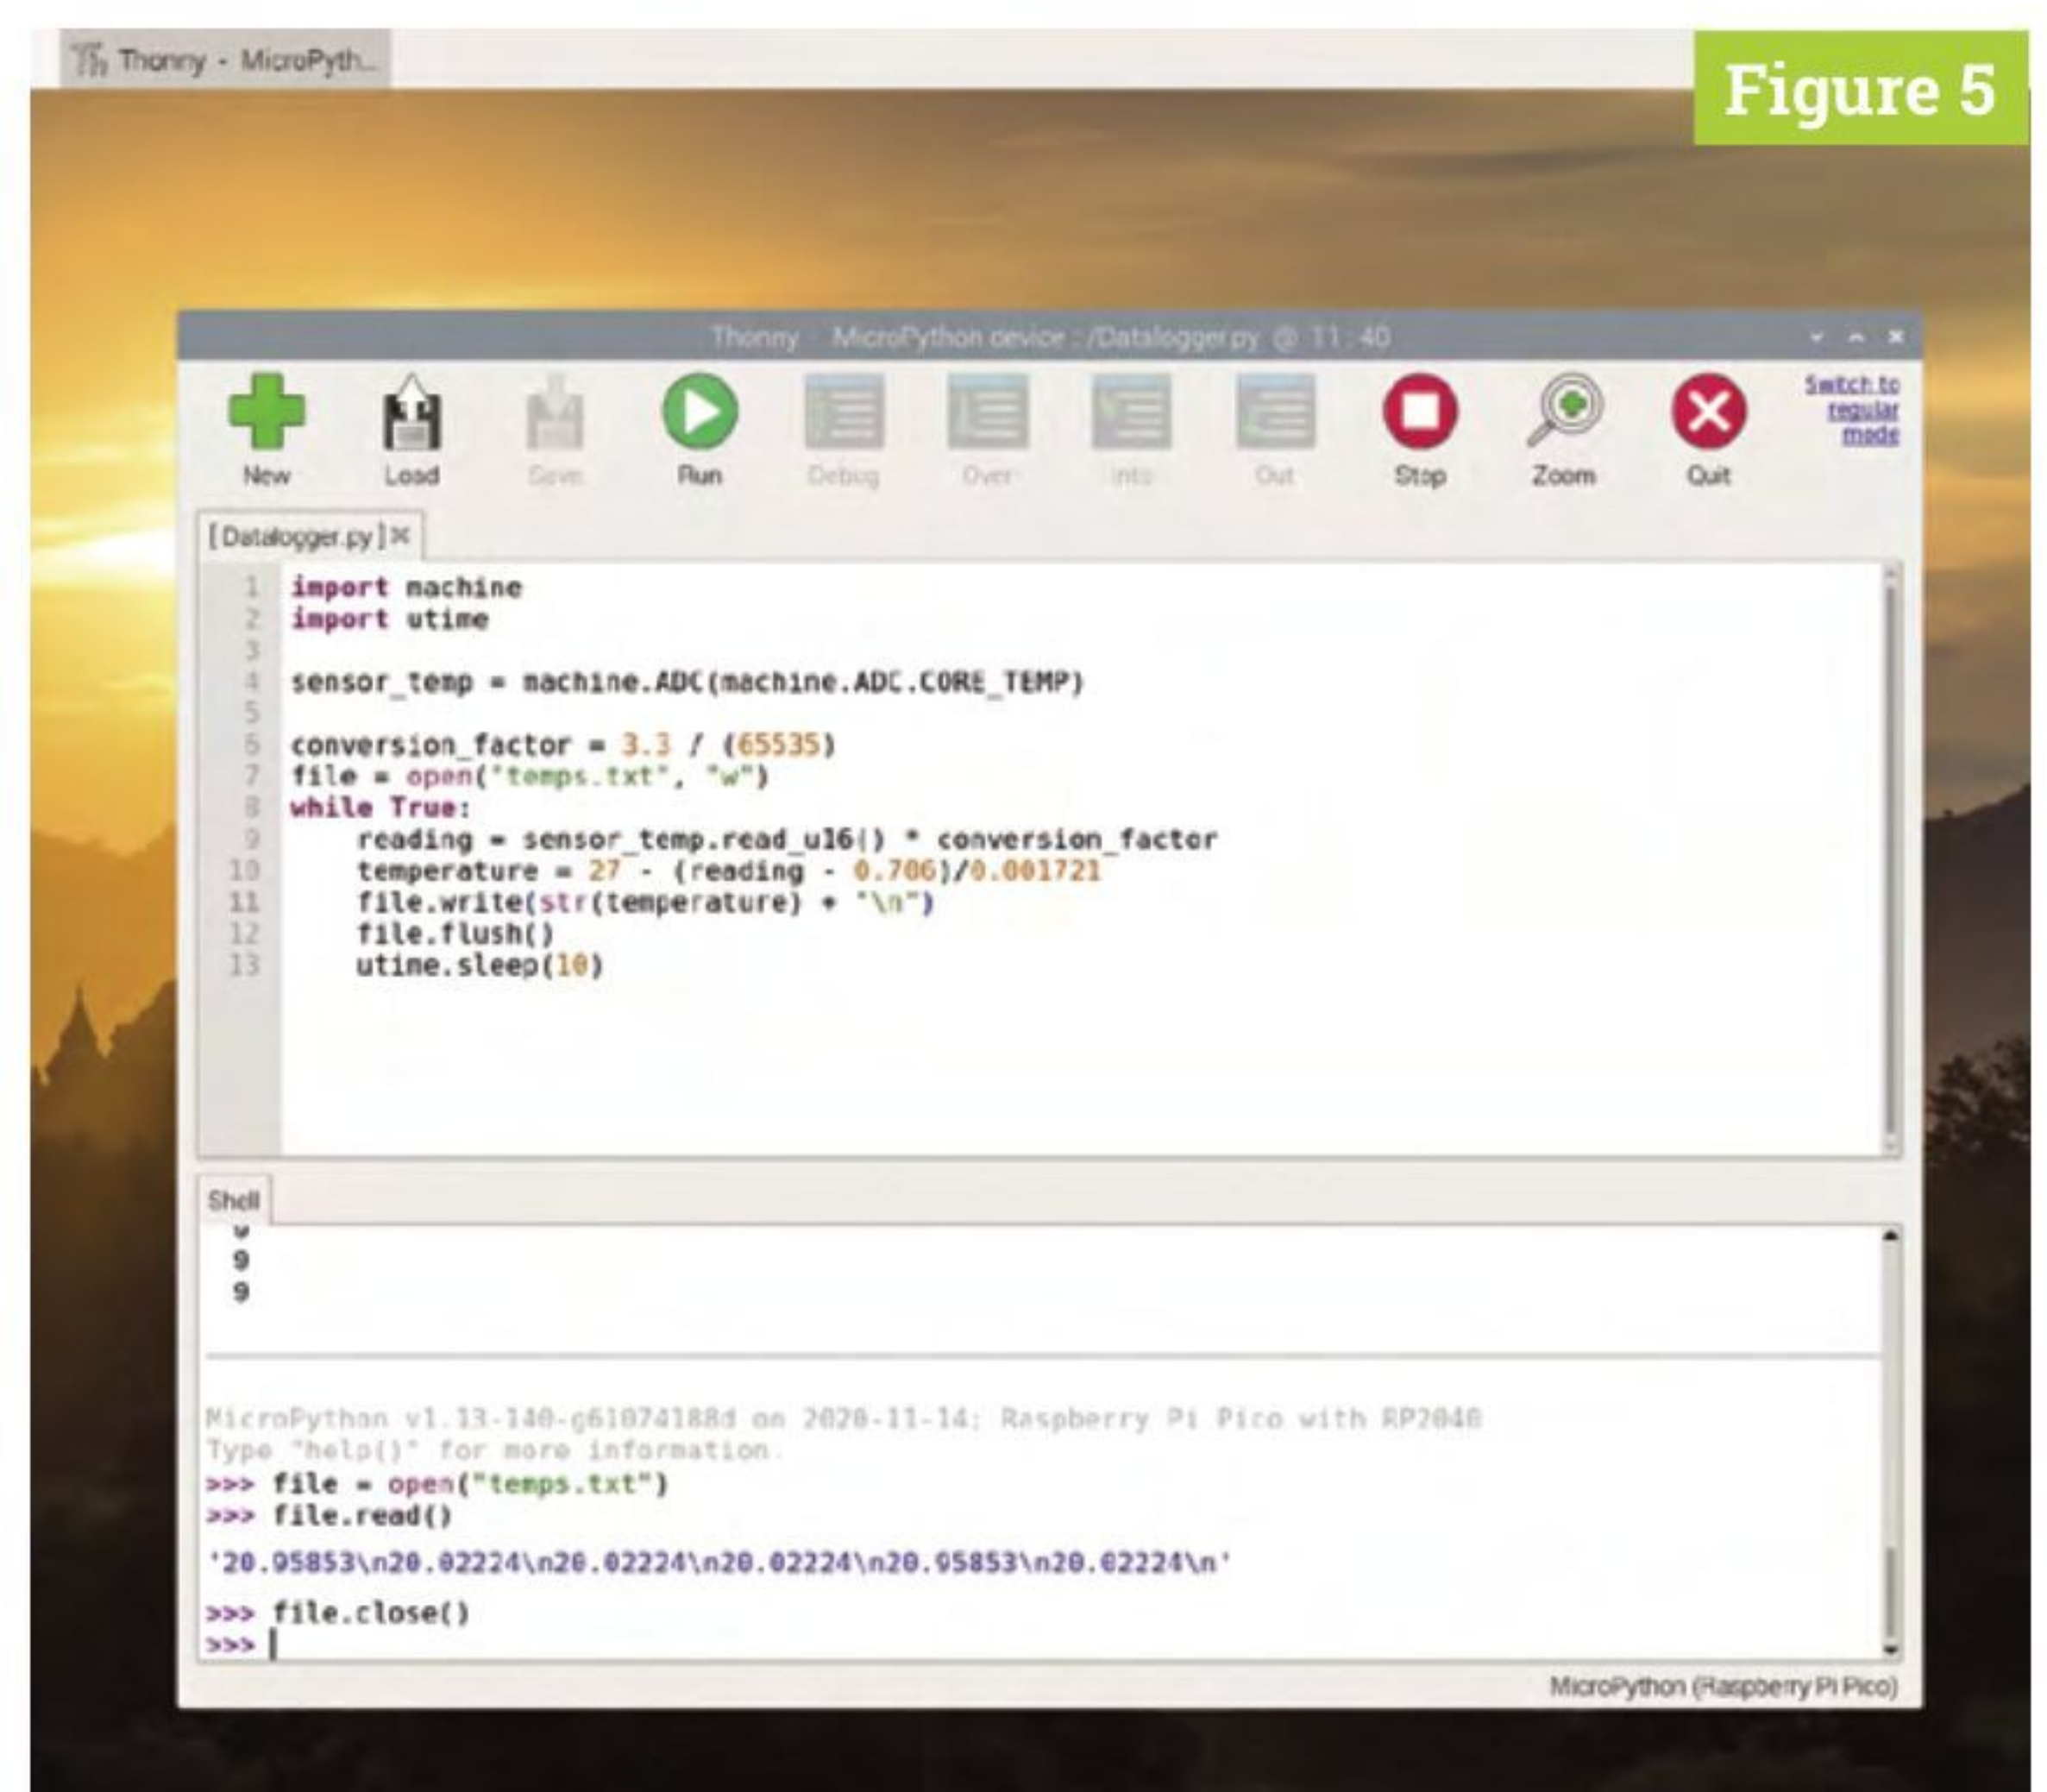 Thonny - MicroPyth...
Figure 5
Thonny - MicroPython device : /Datalogger.py @ 11 : 40
New Load Save Run Debug Over Into Out Stop Zoom Quit
Switch to
regular
mode
[ Datalogger.py ] ✕
1 import machine
2 import utime
3
4 sensor_temp = machine.ADC(machine.ADC.CORE_TEMP)
5
6 conversion_factor = 3.3 / (65535)
7 file = open("temps.txt", "w")
8 while True:
9     reading = sensor_temp.read_u16() * conversion_factor
10     temperature = 27 - (reading - 0.706)/0.001721
11     file.write(str(temperature) + "\n")
12     file.flush()
13     utime.sleep(10)
Shell
9
9
MicroPython v1.13-140-g61074188d on 2020-11-14; Raspberry Pi Pico with RP2040
Type "help()" for more information.
>>> file = open("temps.txt")
>>> file.read()
'20.95853\n20.02224\n20.02224\n20.02224\n20.95853\n20.02224\n'
>>> file.close()
>>>
MicroPython (Raspberry Pi Pico)